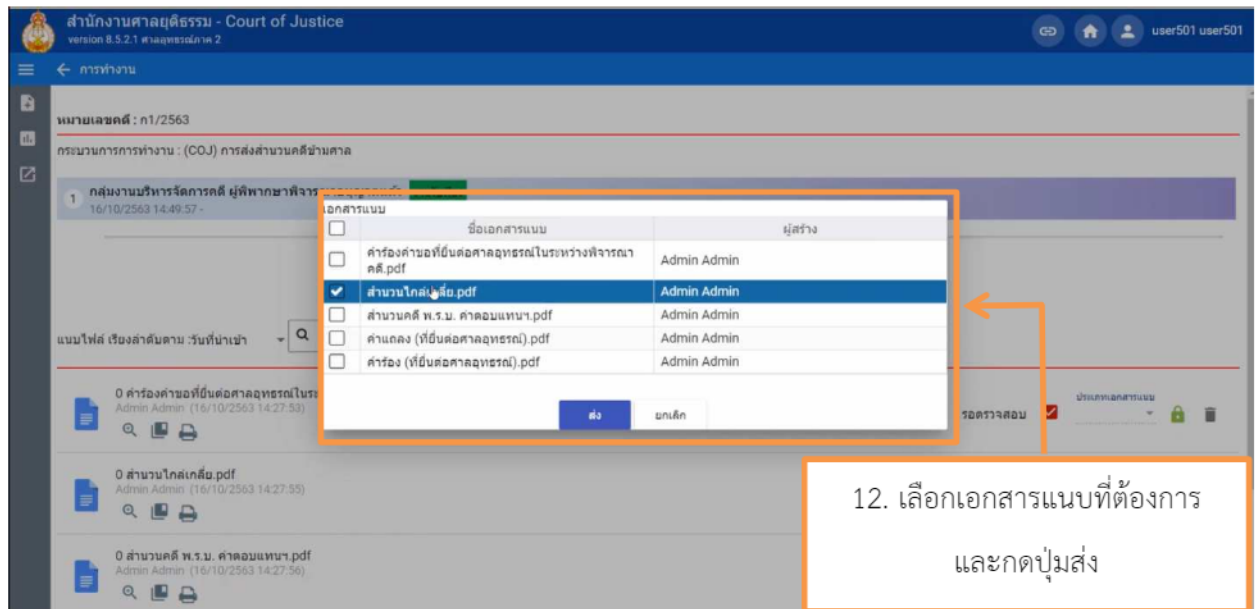 สำนักงานศาลยุติธรรม - Court of Justice
version 8.5.2.1 ศาลอุทธรณ์ภาค 2
user501 user501
การทำงาน
หมายเลขคดี : ก1/2563
กระบวนการการทำงาน : (COJ) การส่งสำนวนคดีข้ามศาล
1 กลุ่มงานบริหารจัดการคดี ผู้พิพากษาพิจาร
16/10/2563 14:49:57 -
เอกสารแนบ
ชื่อเอกสารแนบ ผู้สร้าง
คำร้องคำขอที่ยื่นต่อศาลอุทธรณ์ในระหว่างพิจารณา
คดี.pdf Admin Admin
สำนวนไกล่เกลี่ย.pdf Admin Admin
สำนวนคดี พ.ร.บ. ค่าตอบแทนฯ.pdf Admin Admin
คำแถลง (ที่ยื่นต่อศาลอุทธรณ์).pdf Admin Admin
คำร้อง (ที่ยื่นต่อศาลอุทธรณ์).pdf Admin Admin
ส่ง ยกเลิก
แนบไฟล์ เรียงลำดับตาม :วันที่นำเข้า
0 คำร้องคำขอที่ยื่นต่อศาลอุทธรณ์ในระ
Admin Admin (16/10/2563 14:27:53)
รอตรวจสอบ
ประเภทเอกสารแนบ
0 สำนวนไกล่เกลี่ย.pdf
Admin Admin (16/10/2563 14:27:55)
0 สำนวนคดี พ.ร.บ. ค่าตอบแทนฯ.pdf
Admin Admin (16/10/2563 14:27:56)
12. เลือกเอกสารแนบที่ต้องการ
และกดปุ่มส่ง